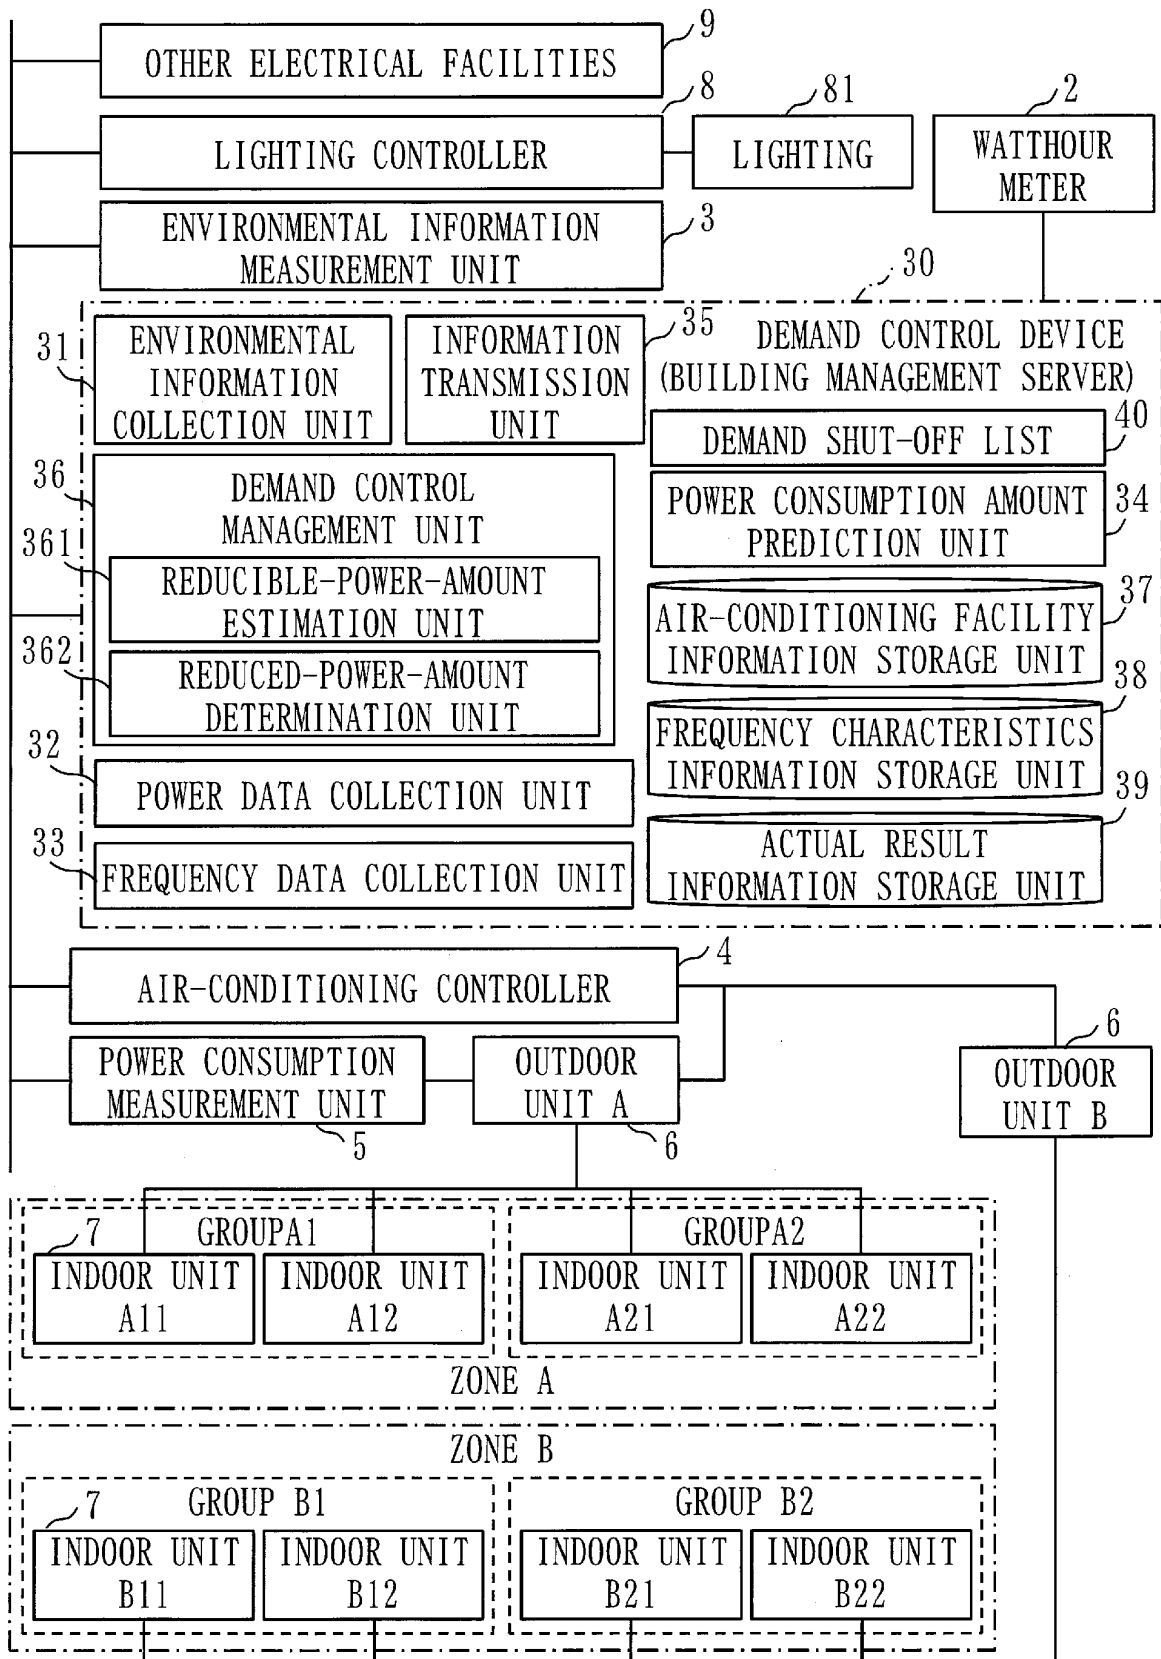 9
OTHER ELECTRICAL FACILITIES
8
LIGHTING CONTROLLER
81
LIGHTING
2
WATTHOUR
METER
3
ENVIRONMENTAL INFORMATION
MEASUREMENT UNIT
30
DEMAND CONTROL DEVICE
(BUILDING MANAGEMENT SERVER)
31
ENVIRONMENTAL
INFORMATION
COLLECTION UNIT
35
INFORMATION
TRANSMISSION
UNIT
40
DEMAND SHUT-OFF LIST
36
DEMAND CONTROL
MANAGEMENT UNIT
34
POWER CONSUMPTION AMOUNT
PREDICTION UNIT
361
REDUCIBLE-POWER-AMOUNT
ESTIMATION UNIT
37
AIR-CONDITIONING FACILITY
INFORMATION STORAGE UNIT
362
REDUCED-POWER-AMOUNT
DETERMINATION UNIT
38
FREQUENCY CHARACTERISTICS
INFORMATION STORAGE UNIT
32
POWER DATA COLLECTION UNIT
39
ACTUAL RESULT
INFORMATION STORAGE UNIT
33
FREQUENCY DATA COLLECTION UNIT
4
AIR-CONDITIONING CONTROLLER
POWER CONSUMPTION
MEASUREMENT UNIT
5
OUTDOOR
UNIT A
6
6
OUTDOOR
UNIT B
7
GROUPA1
INDOOR UNIT
A11
INDOOR UNIT
A12
GROUPA2
INDOOR UNIT
A21
INDOOR UNIT
A22
ZONE A
ZONE B
7
GROUP B1
INDOOR UNIT
B11
INDOOR UNIT
B12
GROUP B2
INDOOR UNIT
B21
INDOOR UNIT
B22